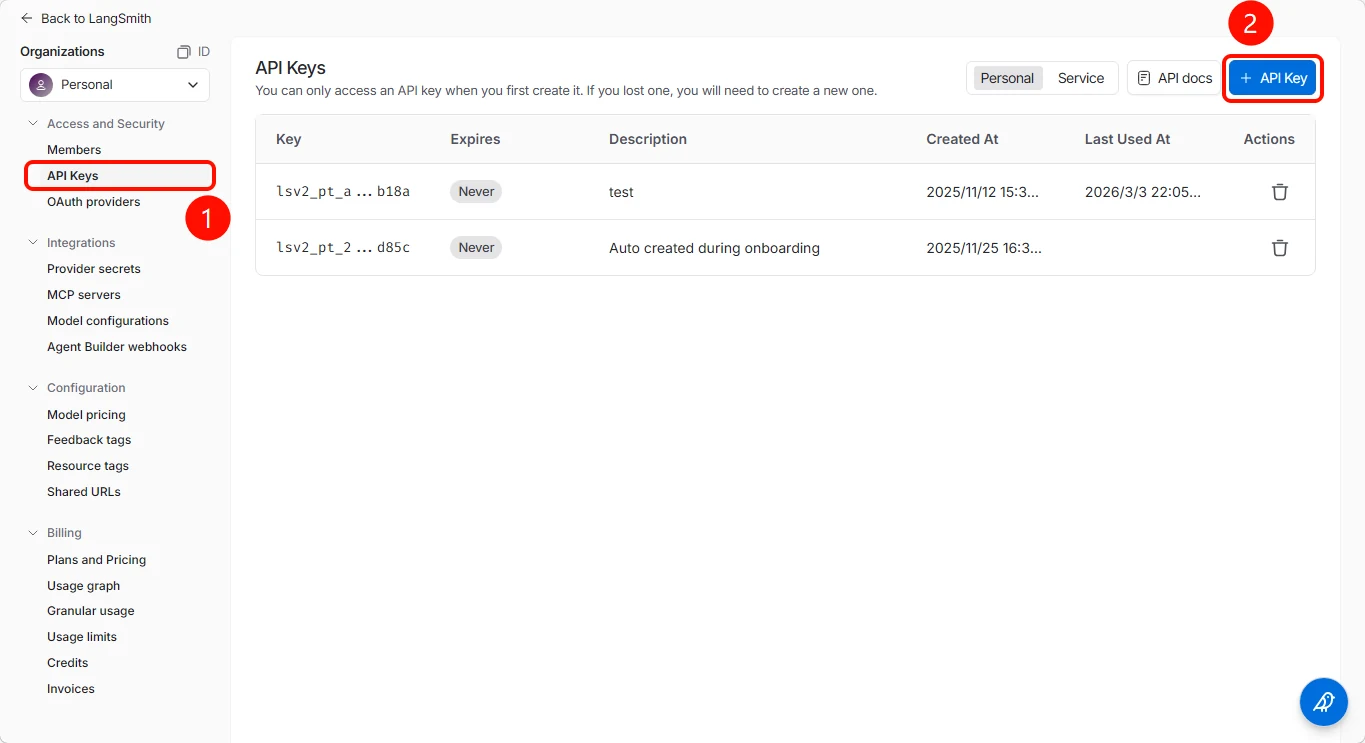 Back to LangSmith
Organizations ID
Personal
Access and Security
Members
API Keys
OAuth providers
1
Integrations
Provider secrets
MCP servers
Model configurations
Agent Builder webhooks
Configuration
Model pricing
Feedback tags
Resource tags
Shared URLs
Billing
Plans and Pricing
Usage graph
Granular usage
Usage limits
Credits
Invoices
2
API Keys
You can only access an API key when you first create it. If you lost one, you will need to create a new one.
Personal Service API docs + API Key
Key Expires Description Created At Last Used At Actions
lsv2_pt_a...b18a Never test 2025/11/12 15:3... 2026/3/3 22:05...
lsv2_pt_2...d85c Never Auto created during onboarding 2025/11/25 16:3...